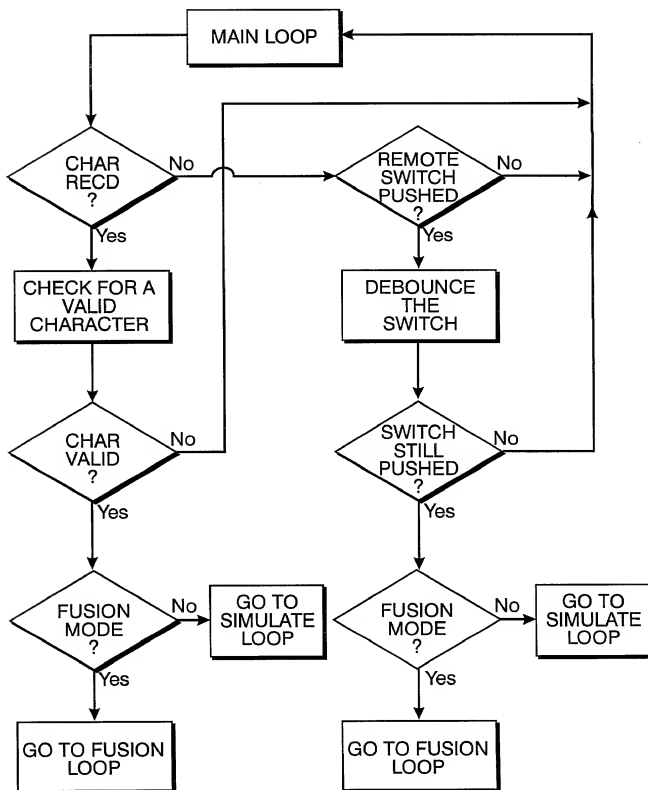 MAIN LOOP
CHAR
RECD
?
No
Yes
REMOTE
SWITCH
PUSHED
?
No
Yes
CHECK FOR A
VALID
CHARACTER
DEBOUNCE
THE
SWITCH
CHAR
VALID
?
No
Yes
SWITCH
STILL
PUSHED
?
No
Yes
FUSION
MODE
?
No
Yes
GO TO
SIMULATE
LOOP
FUSION
MODE
?
No
Yes
GO TO
SIMULATE
LOOP
GO TO FUSION
LOOP
GO TO FUSION
LOOP